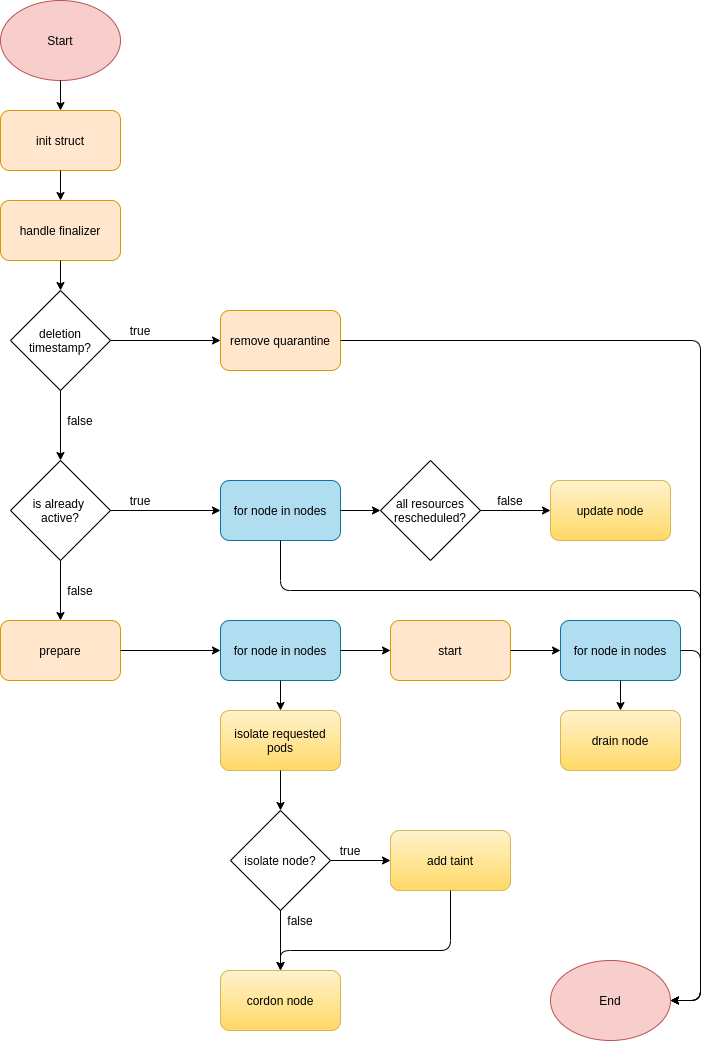 Start
init struct
handle finalizer
deletion
timestamp?
true
remove quarantine
false
is already
active?
true
for node in nodes
all resources
rescheduled?
false
update node
false
prepare
for node in nodes
start
for node in nodes
isolate requested
pods
drain node
isolate node?
true
add taint
false
cordon node
End